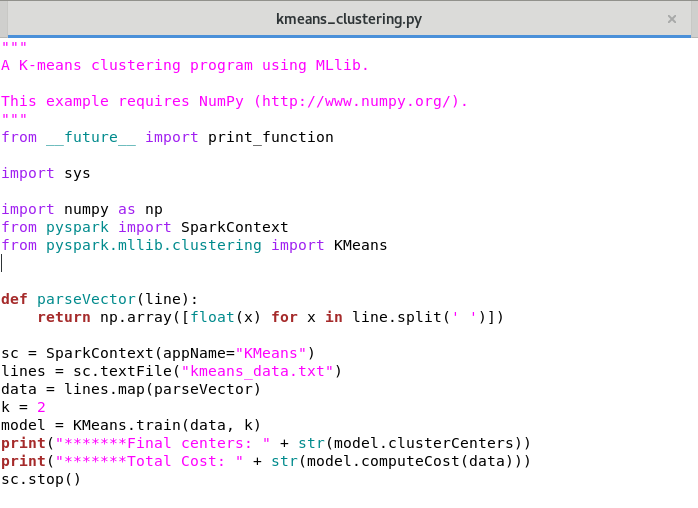 kmeans_clustering.py
"""
A K-means clustering program using MLlib.
This example requires NumPy (http://www.numpy.org/).
"""
from __future__ import print_function
import sys
import numpy as np
from pyspark import SparkContext
from pyspark.mllib.clustering import KMeans
def parseVector(line):
    return np.array([float(x) for x in line.split(' ')])
sc = SparkContext(appName="KMeans")
lines = sc.textFile("kmeans_data.txt")
data = lines.map(parseVector)
k = 2
model = KMeans.train(data, k)
print("*******Final centers: " + str(model.clusterCenters))
print("*******Total Cost: " + str(model.computeCost(data)))
sc.stop()